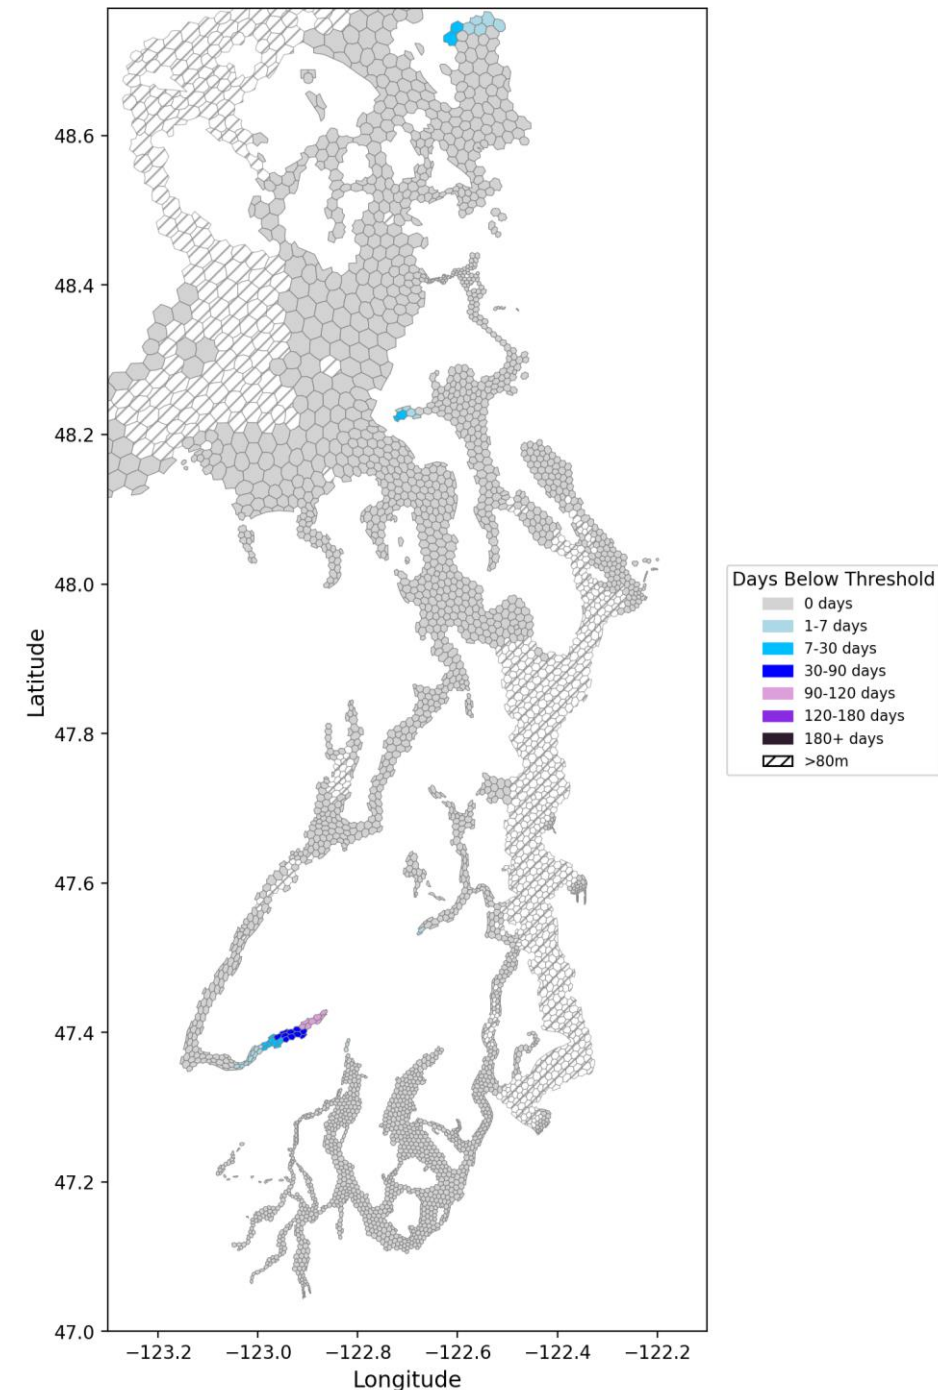 48.6
48.4
48.2
48.0
47.8
47.6
47.4
47.2
47.0
Latitude
−123.2 −123.0 −122.8 −122.6 −122.4 −122.2
Longitude
Days Below Threshold
0 days
1-7 days
7-30 days
30-90 days
90-120 days
120-180 days
180+ days
>80m